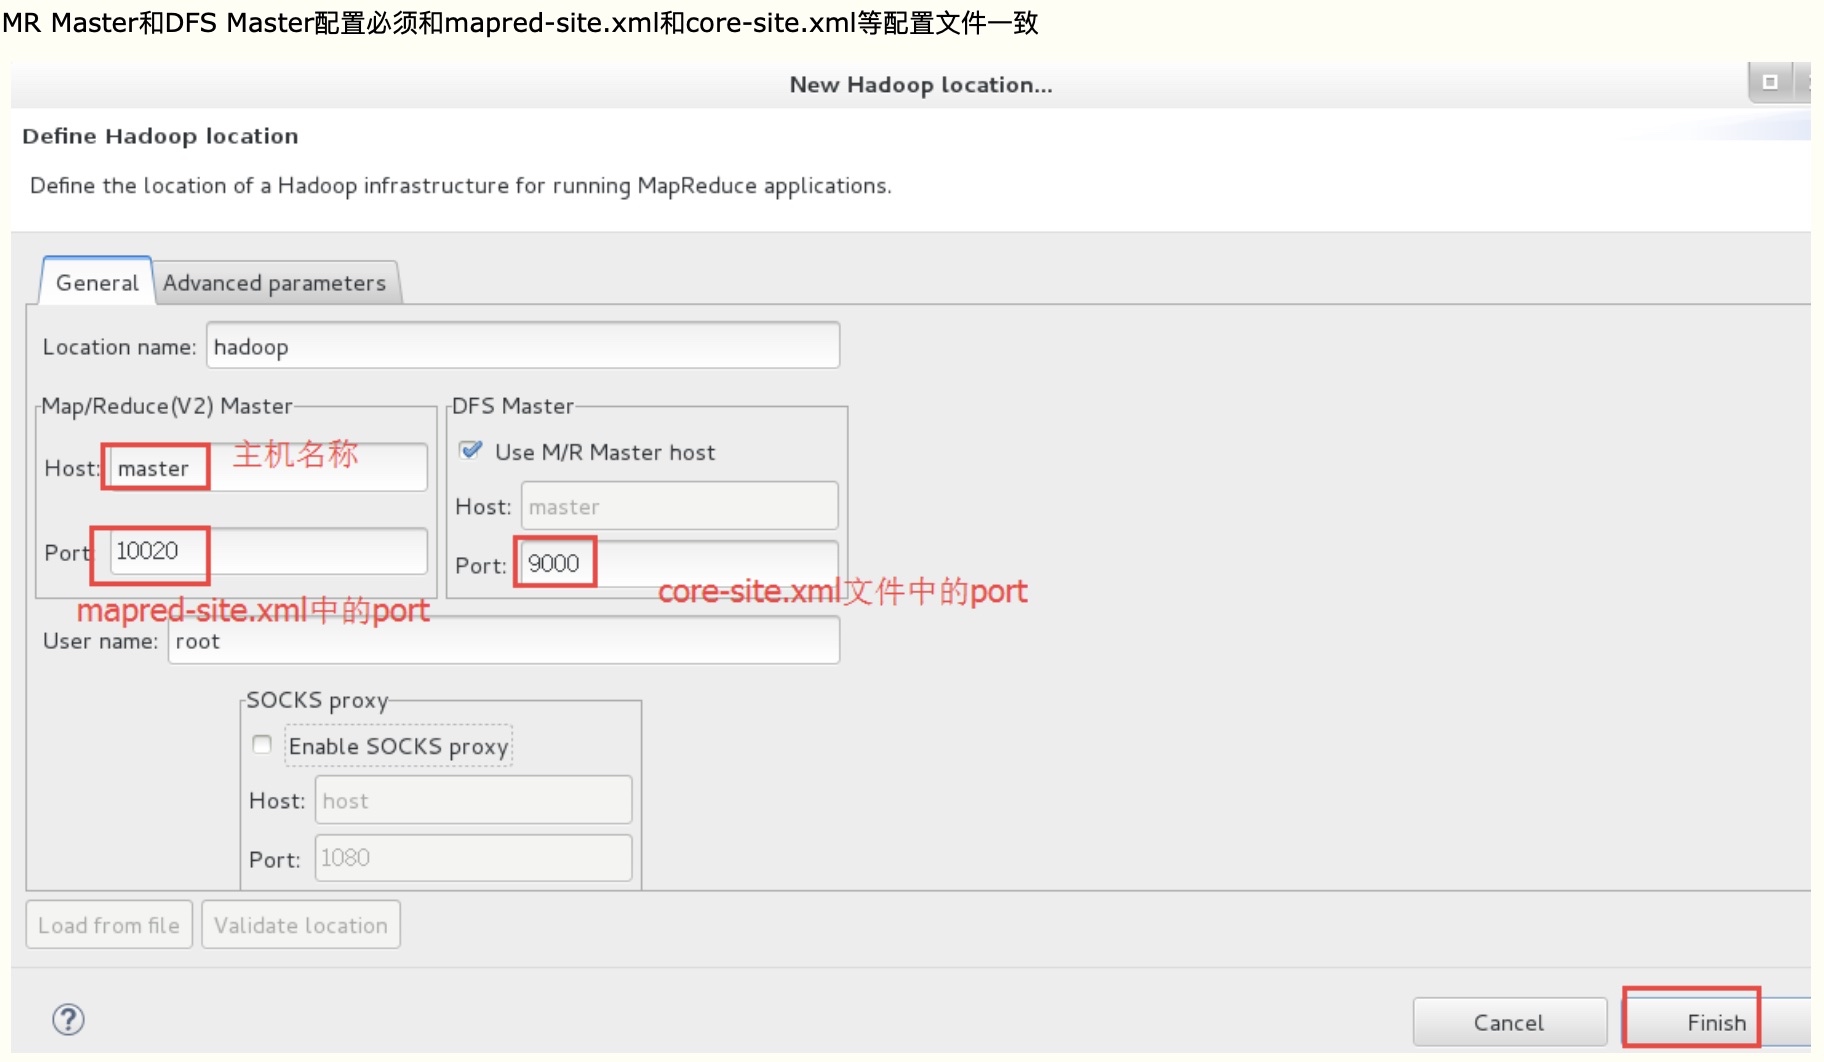 MR Master和DFS Master配置必须和mapred-site.xml和core-site.xml等配置文件一致
New Hadoop location...
Define Hadoop location
Define the location of a Hadoop infrastructure for running MapReduce applications.
General
Advanced parameters
Location name:
hadoop
Map/Reduce(V2) Master
Host:
master
主机名称
Port
10020
mapred-site.xml中的port
DFS Master
Use M/R Master host
Host:
master
Port:
9000
core-site.xml文件中的port
User name:
root
SOCKS proxy
Enable SOCKS proxy
Host:
host
Port:
1080
Load from file
Validate location
?
Cancel
Finish